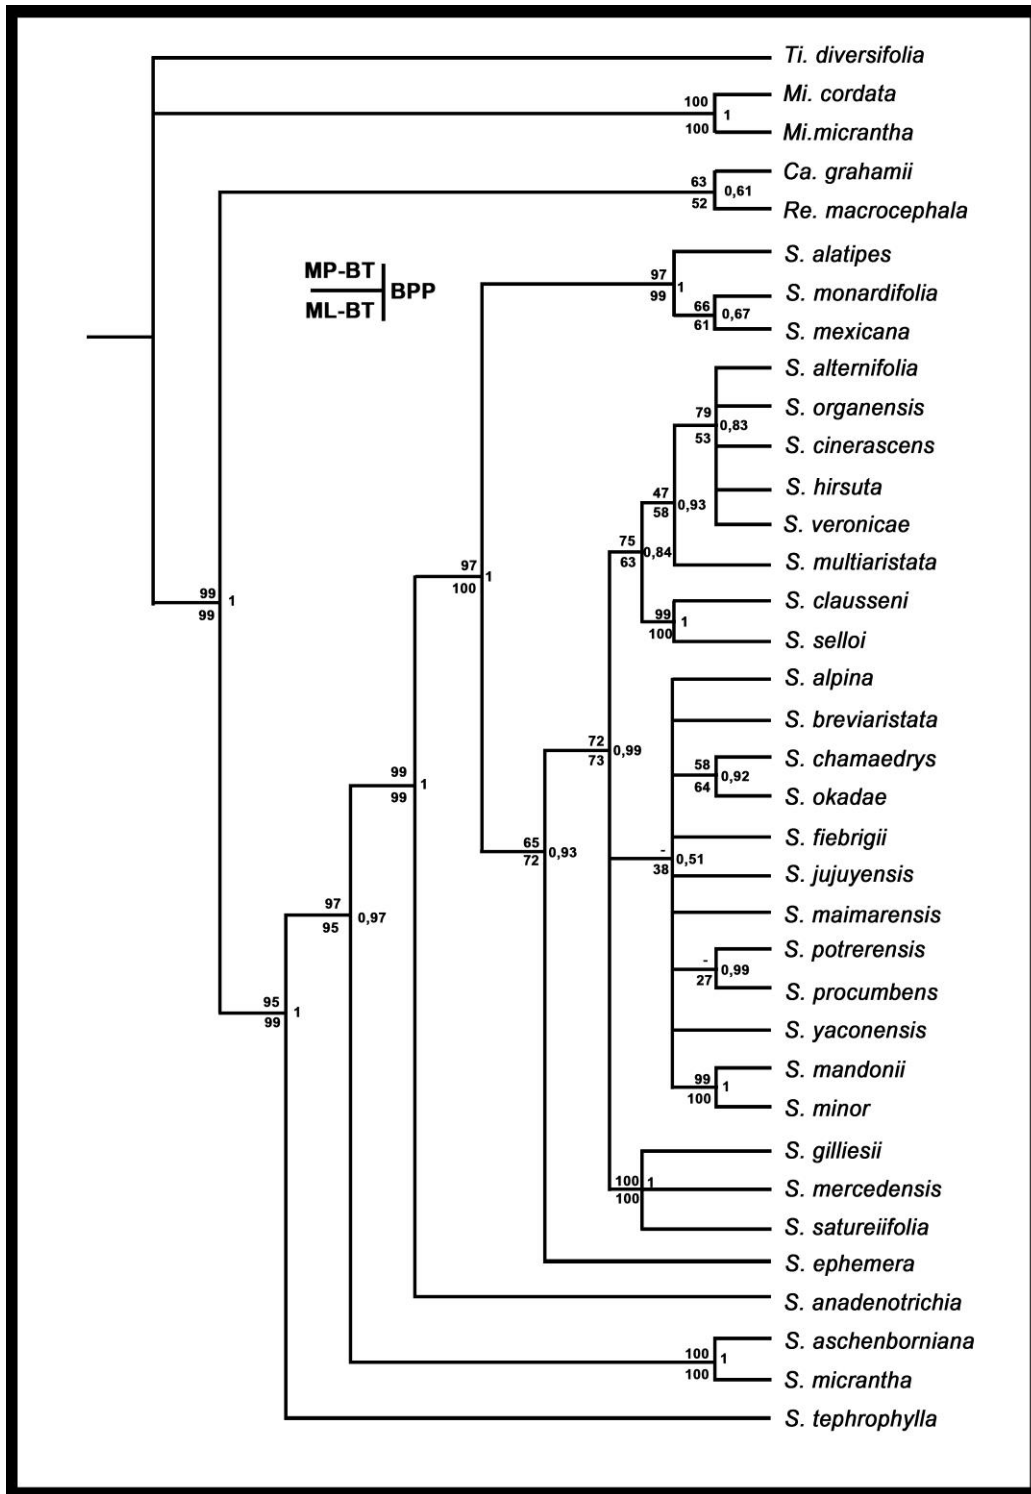 Ti. diversifolia
100
Mi. cordata
1
100
Mi.micrantha
63
Ca. grahamii
0,61
52
Re. macrocephala
MP-BT
BPP
ML-BT
97
S. alatipes
1
99
66
S. monardifolia
0,67
61
S. mexicana
S. alternifolia
79
S. organensis
0,83
53
S. cinerascens
47
S. hirsuta
0,93
58
S. veronicae
75
0,84
63
S. multiaristata
97
1
100
99
S. clausseni
1
100
S. selloi
99
1
99
S. alpina
S. breviaristata
72
0,99
73
58
S. chamaedrys
0,92
64
S. okadae
99
1
99
S. fiebrigii
65
0,93
72
-
0,51
38
S. jujuyensis
97
0,97
95
S. maimarensis
-
S. potrerensis
0,99
27
S. procumbens
95
1
99
S. yaconensis
99
S. mandonii
1
100
S. minor
S. gilliesii
100
1
100
S. mercedensis
S. satureiifolia
S. ephemera
S. anadenotrichia
100
S. aschenborniana
1
100
S. micrantha
S. tephrophylla